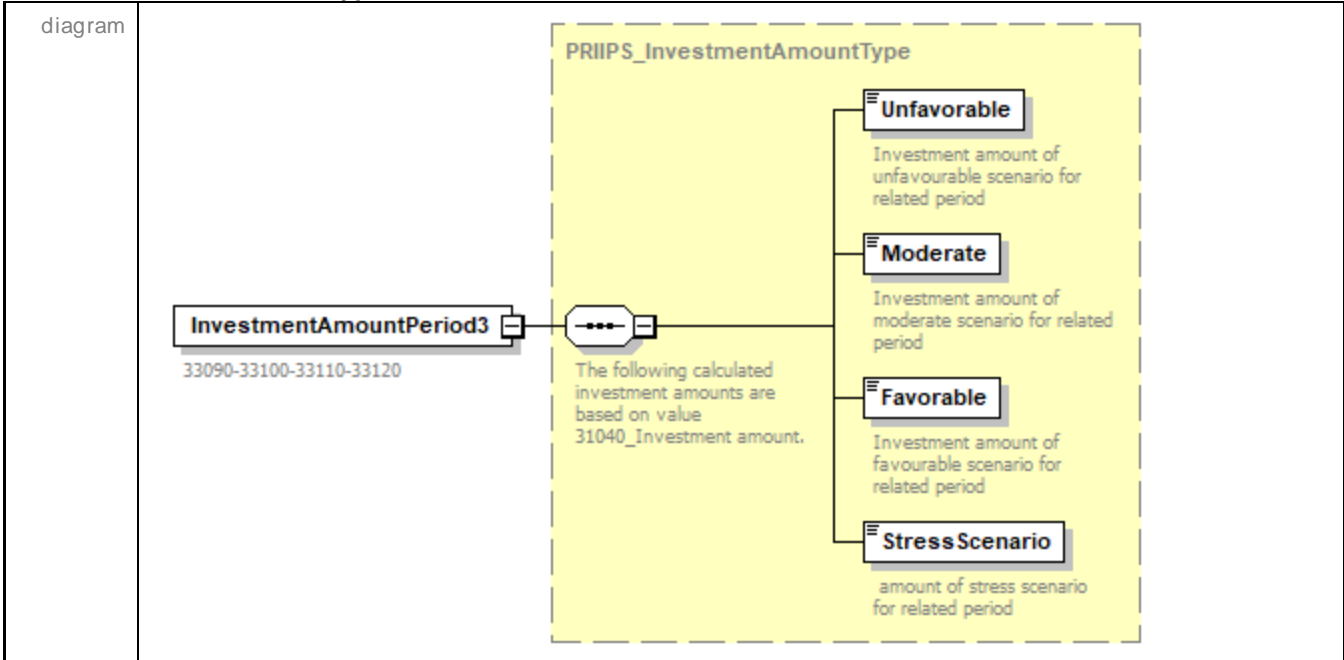 diagram
PRIIPS_InvestmentAmountType
Unfavorable
Investment amount of
unfavourable scenario for
related period
Moderate
Investment amount of
moderate scenario for related
period
InvestmentAmountPeriod3
33090-33100-33110-33120
The following calculated
investment amounts are
based on value
31040_Investment amount.
Favorable
Investment amount of
favourable scenario for
related period
StressScenario
amount of stress scenario
for related period